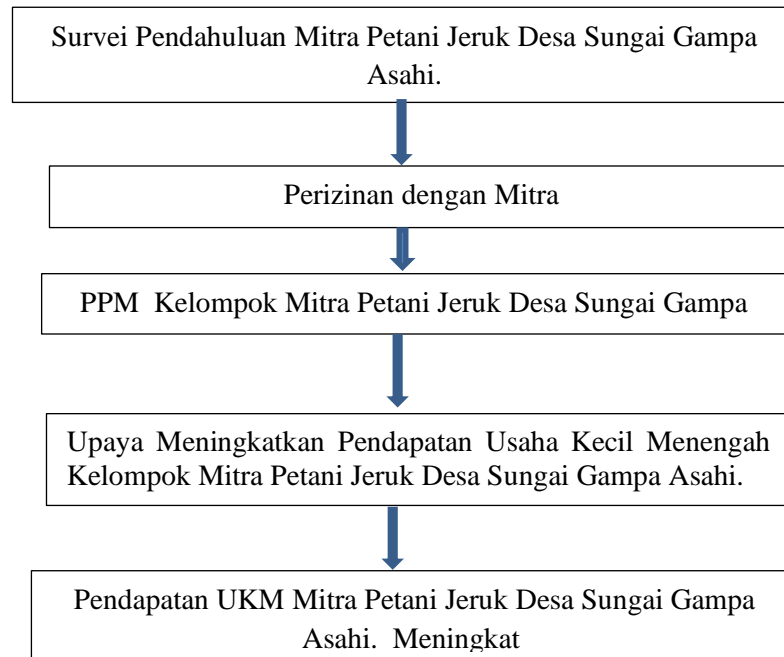 Survei Pendahuluan Mitra Petani Jeruk Desa Sungai Gampa
Asahi.
Perizinan dengan Mitra
PPM Kelompok Mitra Petani Jeruk Desa Sungai Gampa
Upaya Meningkatkan Pendapatan Usaha Kecil Menengah
Kelompok Mitra Petani Jeruk Desa Sungai Gampa Asahi.
Pendapatan UKM Mitra Petani Jeruk Desa Sungai Gampa
Asahi. Meningkat